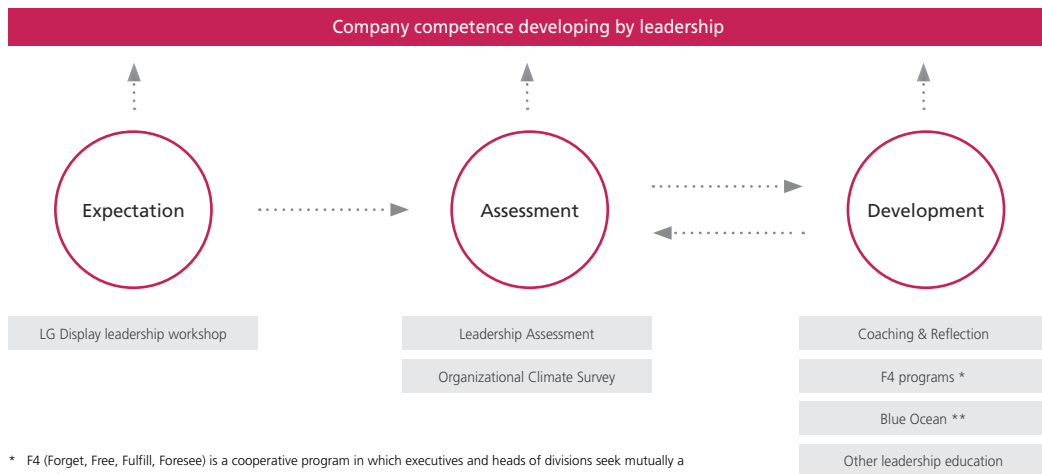 Company competence developing by leadership
Expectation
Assessment
Development
LG Display leadership workshop
Leadership Assessment
Organizational Climate Survey
Coaching & Reflection
F4 programs *
Blue Ocean **
Other leadership education
* F4 (Forget, Free, Fulfill, Foresee) is a cooperative program in which executives and heads of divisions seek mutually a